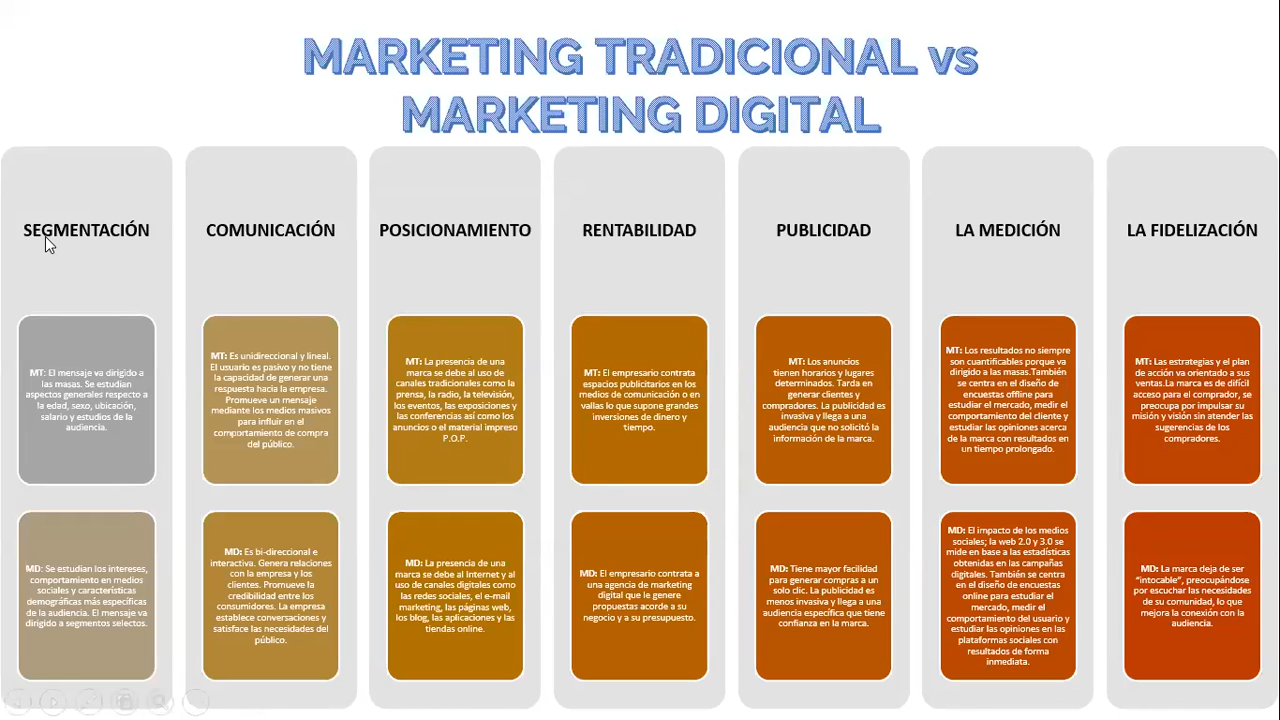 MARKETING TRADICIONAL vs
MARKETING DIGITAL
SEGMENTACIÓN
MT: El mensaje va dirigido a
las masas. Se estudian
aspectos generales respecto a
la edad, sexo, ubicación,
salario y estudios de la
audiencia.
MD: Se estudian los intereses,
comportamiento en medios
sociales y características
demográficas más específicas
de la audiencia. El mensaje va
dirigido a segmentos selectos.
COMUNICACIÓN
MT: Es unidireccional y lineal.
El usuario es pasivo y no tiene
la capacidad de generar una
respuesta hacia la empresa.
Promueve un mensaje
mediante los medios masivos
para influir en el
comportamiento de compra
del público.
MD: Es bi-direccional e
interactiva. Genera relaciones
con la empresa y los
clientes. Promueve la
credibilidad entre los
consumidores. La empresa
establece conversaciones y
satisface las necesidades del
público.
POSICIONAMIENTO
MT: La presencia de una
marca se debe al uso de
canales tradicionales como la
prensa, la radio, la televisión,
los eventos, las exposiciones y
las conferencias así como los
anuncios o el material impreso
P.O.P.
MD: La presencia de una
marca se debe al Internet y al
uso de canales digitales como
las redes sociales, el e-mail
marketing, las páginas web,
los blog, las aplicaciones y las
tiendas online.
RENTABILIDAD
MT: El empresario contrata
espacios publicitarios en los
medios de comunicación o en
vallas lo que supone grandes
inversiones de dinero y
tiempo.
MD: El empresario contrata a
una agencia de marketing
digital que le genere
propuestas acorde a su
negocio y a su presupuesto.
PUBLICIDAD
MT: Los anuncios
tienen horarios y lugares
determinados. Tarda en
generar clientes y
compradores. La publicidad es
invasiva y llega a una
audiencia que no solicitó la
información de la marca.
MD: Tiene mayor facilidad
para generar compras a un
solo clic. La publicidad es
menos invasiva y llega a una
audiencia específica que tiene
confianza en la marca.
LA MEDICIÓN
MT: Los resultados no siempre
son cuantificables porque va
dirigido a las masas.También
se centra en el diseño de
encuestas offline para
estudiar el mercado, medir el
comportamiento del cliente y
estudiar las opiniones acerca
de la marca con resultados en
un tiempo prolongado.
MD: El impacto de los medios
sociales; la web 2.0 y 3.0 se
mide en base a las estadísticas
obtenidas en las campañas
digitales. También se centra
en el diseño de encuestas
online para estudiar el
mercado, medir el
comportamiento del usuario y
estudiar las opiniones en las
plataformas sociales con
resultados de forma
inmediata.
LA FIDELIZACIÓN
MT: Las estrategias y el plan
de acción va orientado a sus
ventas.La marca es de difícil
acceso para el comprador, se
preocupa por impulsar su
misión y visión sin atender las
sugerencias de los
compradores.
MD: La marca deja de ser
“intocable”, preocupándose
por escuchar las necesidades
de su comunidad, lo que
mejora la conexión con la
audiencia.